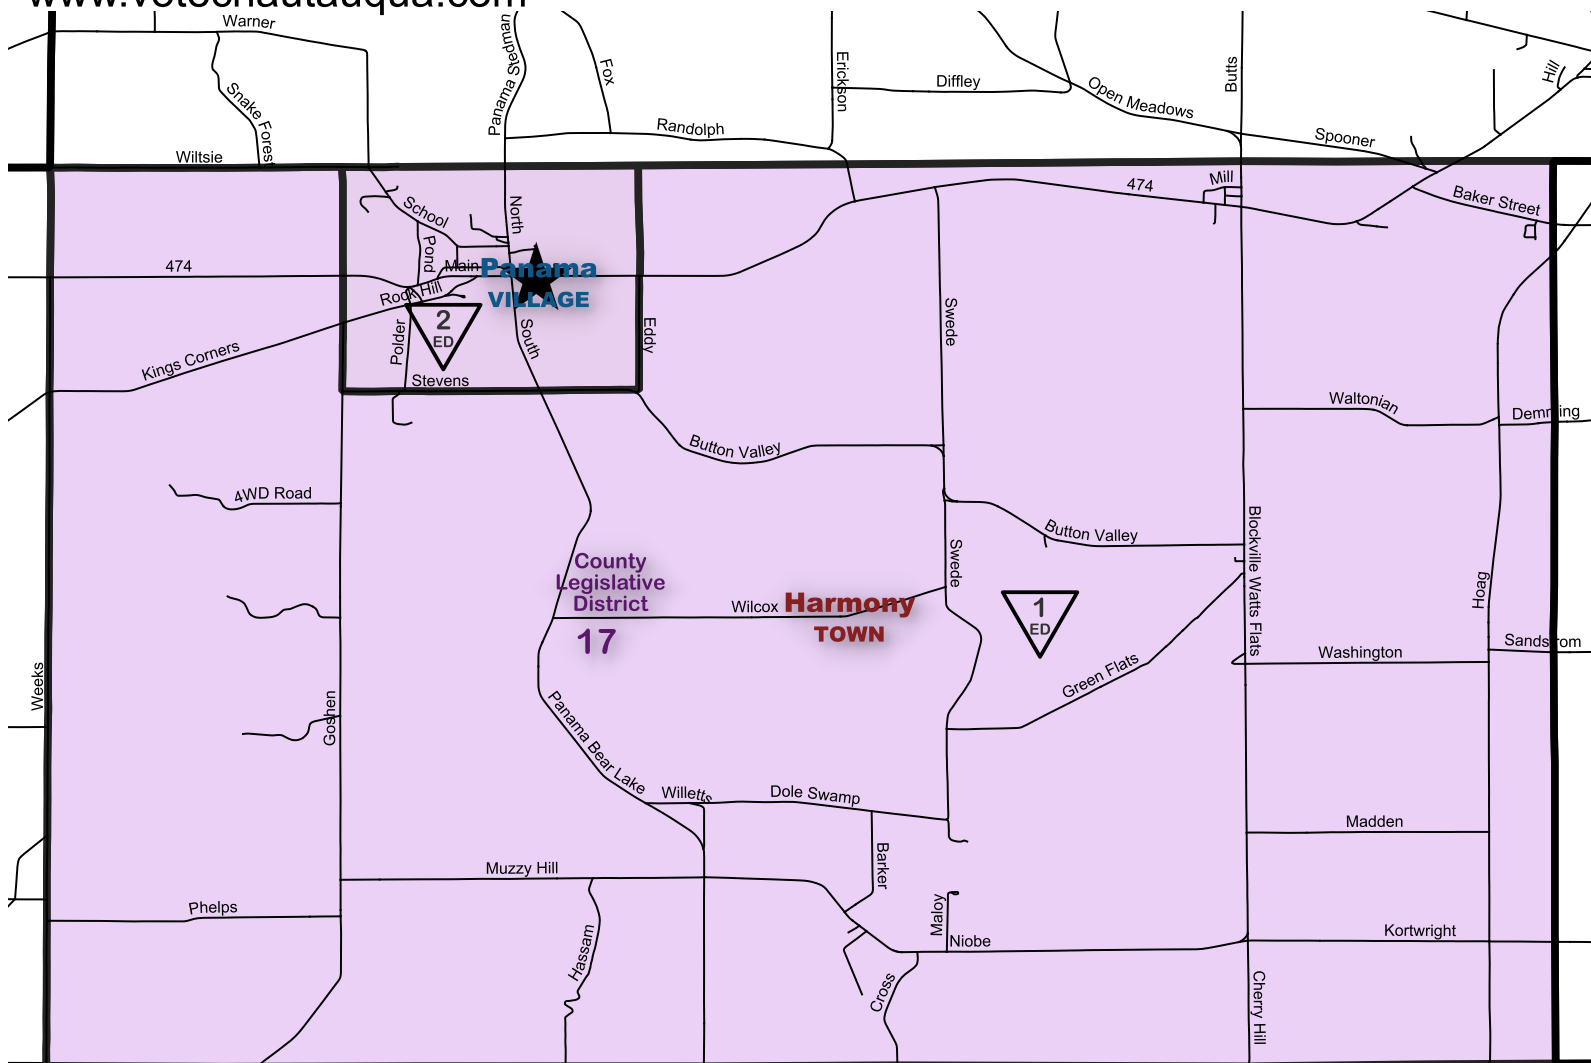 www.votechautauqua.com
Warner
Panama Stedman
Fox
Erickson
Diffley
Open Meadows
Butts
Hill
Snake Forest
Randolph
Spooner
Wiltsie
474
Mill
Baker Street
School
North
Pond
474
Main
Panama
VILLAGE
Rock Hill
2
ED
Polder
South
Eddy
Swede
Kings Corners
Stevens
Waltonian
Demming
Button Valley
4WD Road
Button Valley
Blockville Watts Flats
Swede
County
Legislative
District
17
Wilcox
Harmony
TOWN
1
ED
Hoag
Sandstrom
Washington
Green Flats
Weeks
Goshen
Panama Bear Lake
Willetts
Dole Swamp
Madden
Muzzy Hill
Barker
Phelps
Maloy
Niobe
Kortwright
Hassam
Cross
Cherry Hill